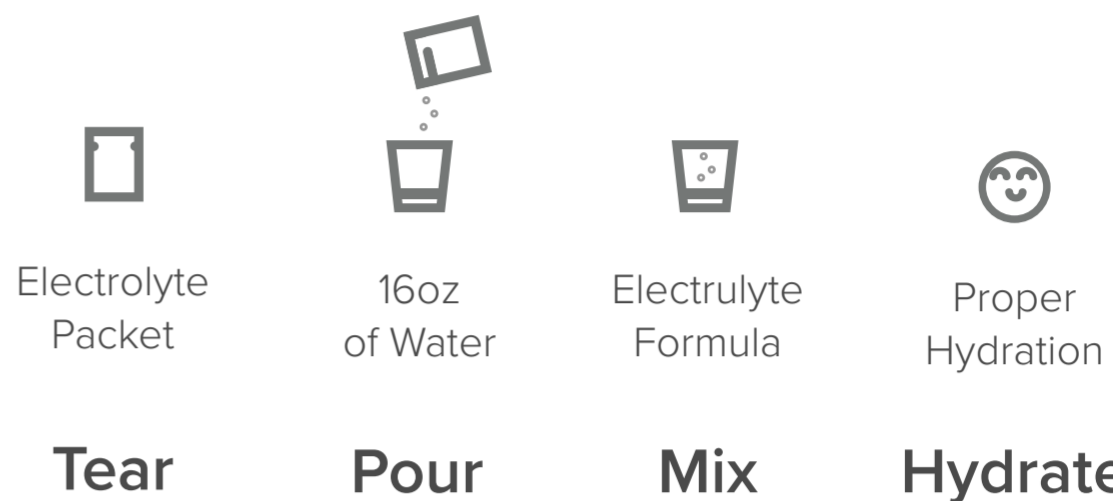 Electrolyte
Packet
16oz
of Water
Electrulyte
Formula
Proper
Hydration
Tear
Pour
Mix
Hydrate